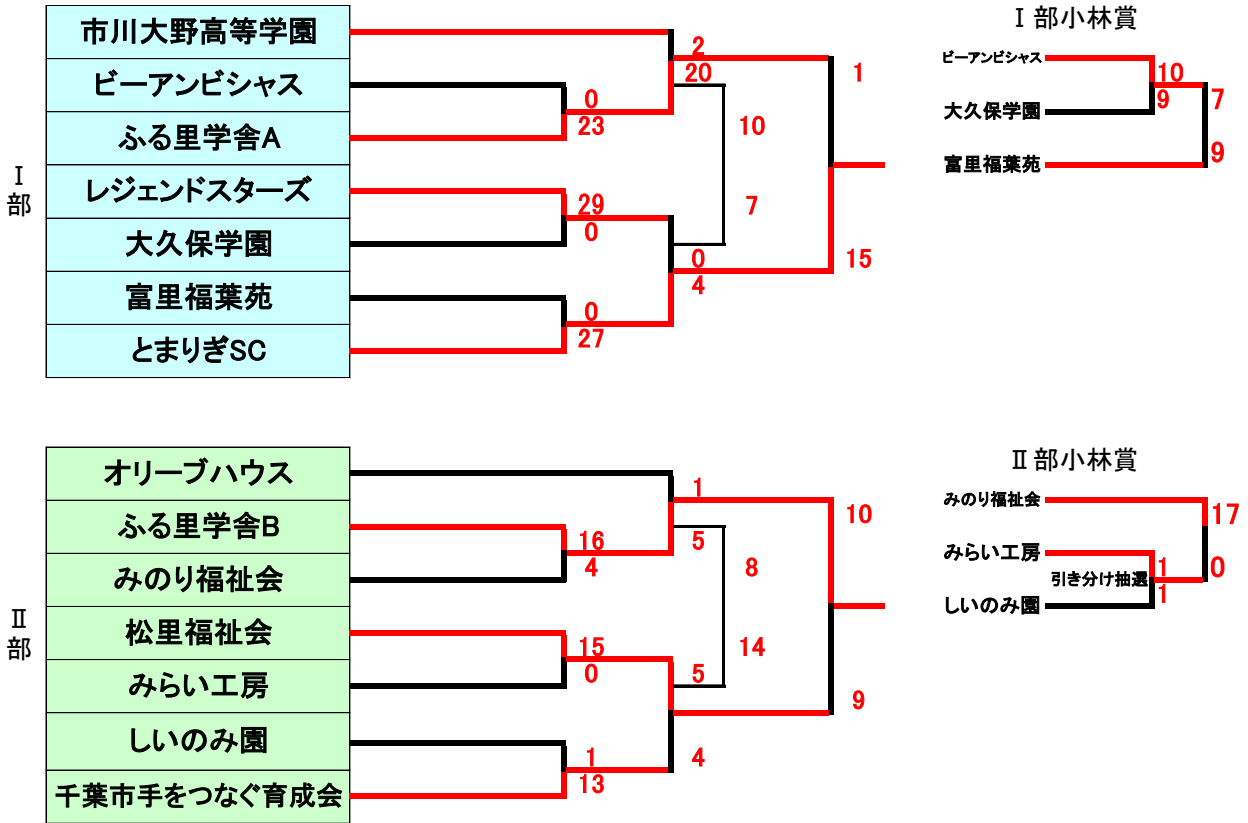 市川大野高等学園
ビーアンビシャス
ふる里学舎A
レジェンドスターズ
大久保学園
富里福葉苑
とまりぎSC
Ⅰ
部
2
20
0
23
29
0
0
4
0
27
10
7
1
15
Ⅰ部小林賞
ビーアンビシャス
大久保学園
富里福葉苑
10
9
7
9
オリーブハウス
ふる里学舎B
みのり福祉会
松里福祉会
みらい工房
しいのみ園
千葉市手をつなぐ育成会
Ⅱ
部
1
5
16
4
15
0
5
4
1
13
8
14
10
9
Ⅱ部小林賞
みのり福祉会
みらい工房
引き分け抽選
しいのみ園
1
1
17
0